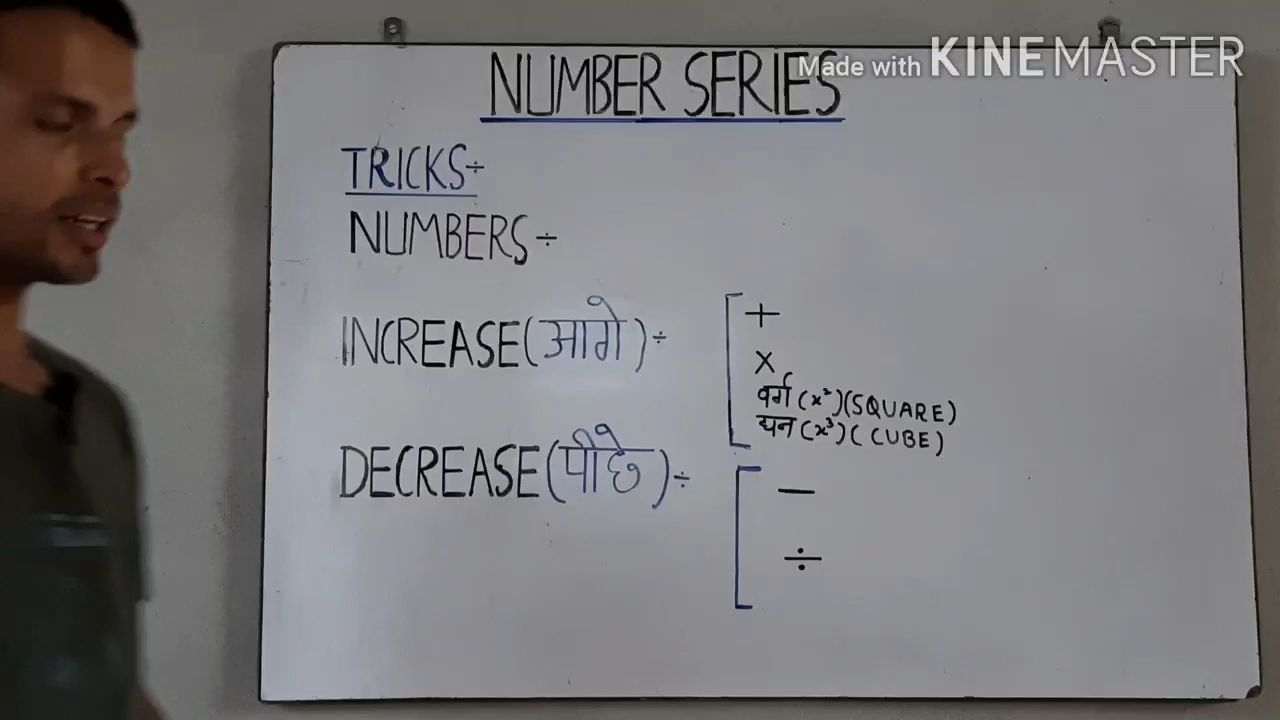 NUMBER SERIES
Made with KINEMASTER
TRICKS÷
NUMBERS÷
INCREASE(आगे)÷
+
×
वर्ग(x²)(SQUARE)
घन(x³)(CUBE)
DECREASE(पीछे)÷
−
÷